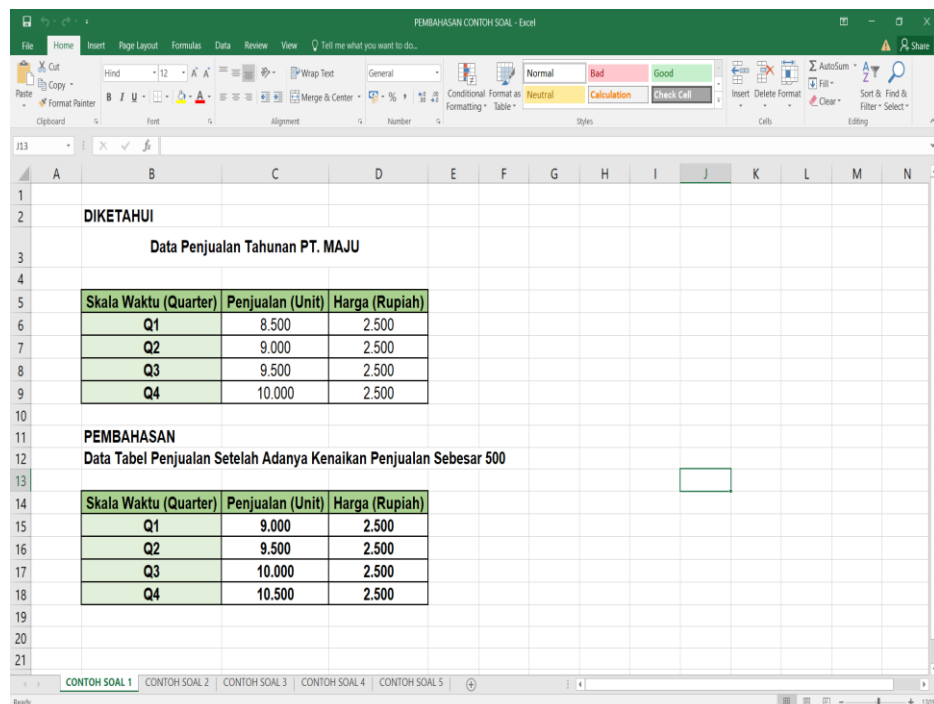 PEMBAHASAN CONTOH SOAL - Excel
File Home Insert Page Layout Formulas Data Review View Tell me what you want to do... Share
Paste Cut Copy Format Painter
Hind 12 A A Wrap Text General
B I U A Merge & Center % ,
Conditional Formatting Format as Table
Normal Bad Good
Neutral Calculation Check Cell
Insert Delete Format
AutoSum Fill Clear Sort & Filter Find & Select
Clipboard Font Alignment Number Styles Cells Editing
J13 fx
A B C D E F G H I J K L M N
1
2 DIKETAHUI
3 Data Penjualan Tahunan PT. MAJU
4
5 Skala Waktu (Quarter) Penjualan (Unit) Harga (Rupiah)
6 Q1 8.500 2.500
7 Q2 9.000 2.500
8 Q3 9.500 2.500
9 Q4 10.000 2.500
10
11 PEMBAHASAN
12 Data Tabel Penjualan Setelah Adanya Kenaikan Penjualan Sebesar 500
13
14 Skala Waktu (Quarter) Penjualan (Unit) Harga (Rupiah)
15 Q1 9.000 2.500
16 Q2 9.500 2.500
17 Q3 10.000 2.500
18 Q4 10.500 2.500
19
20
21
CONTOH SOAL 1 CONTOH SOAL 2 CONTOH SOAL 3 CONTOH SOAL 4 CONTOH SOAL 5
Ready